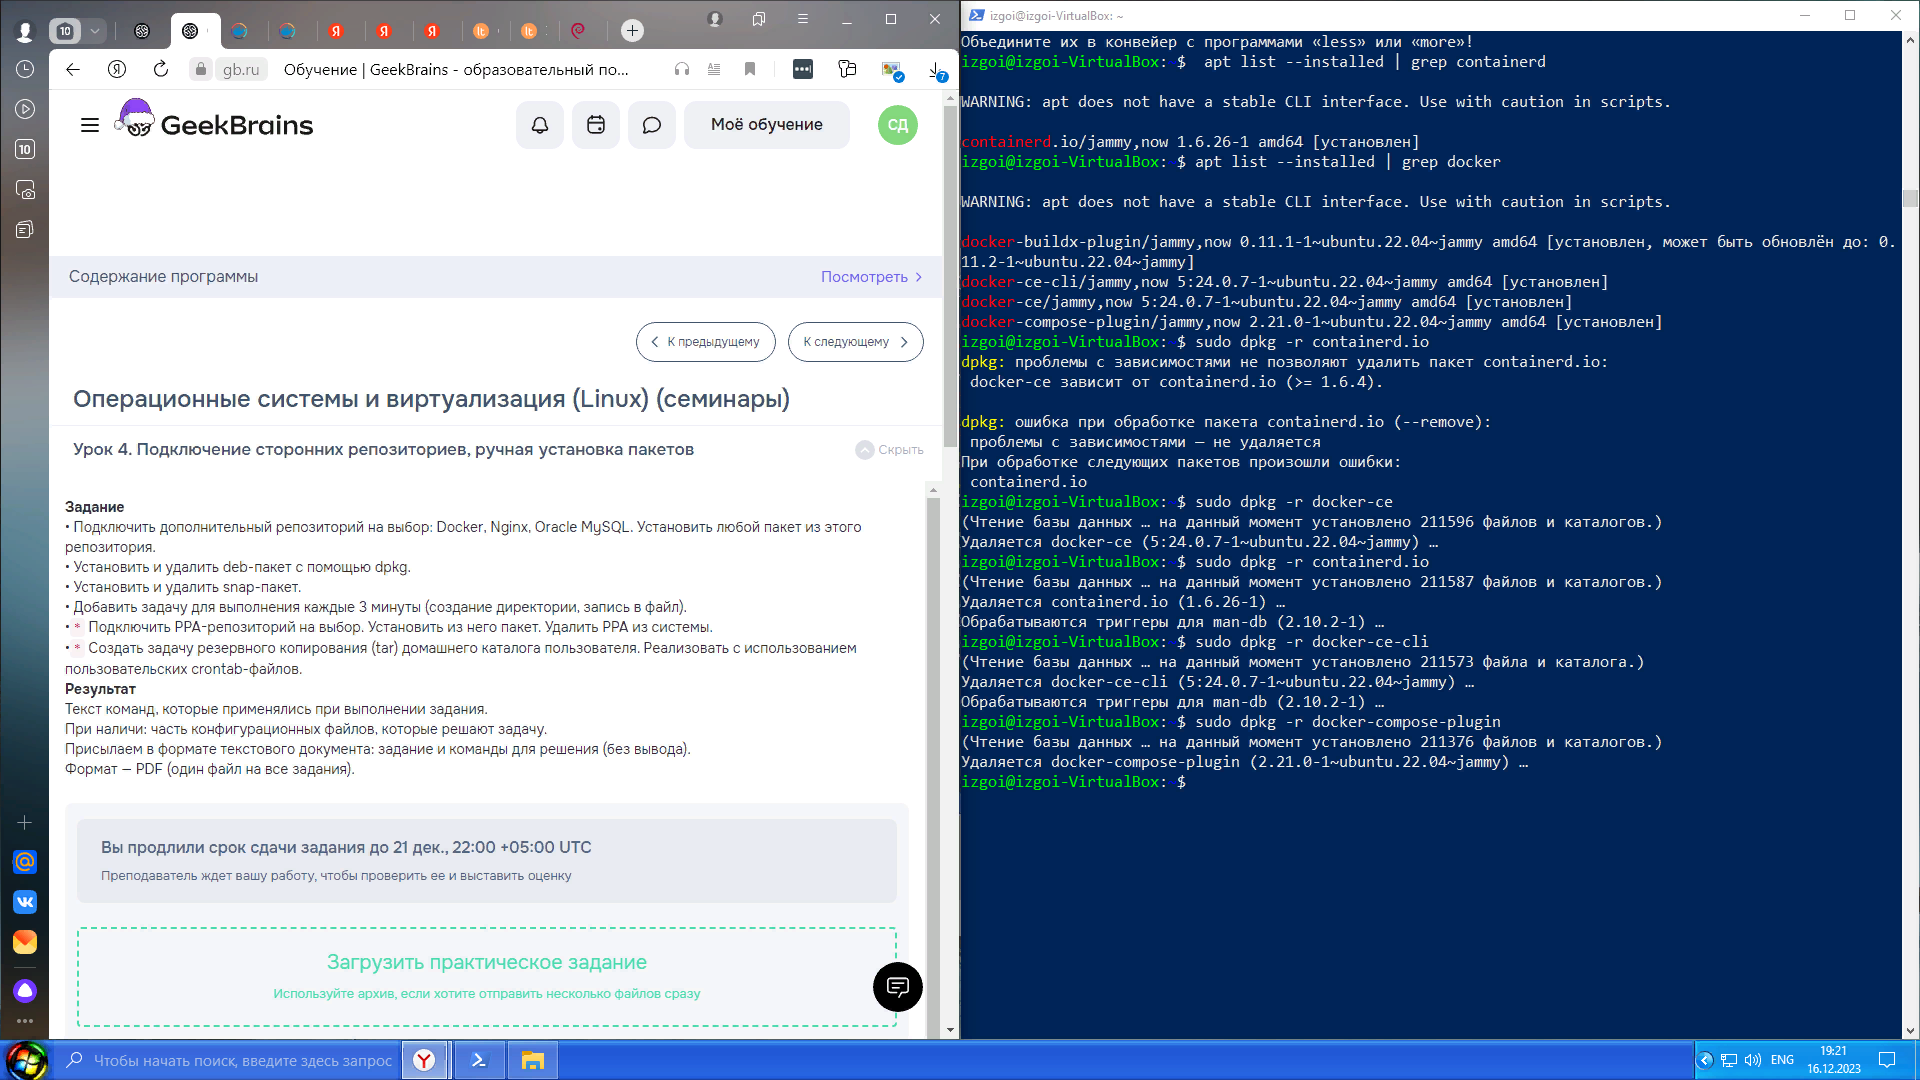 10
gb.ru
Обучение | GeekBrains - образовательный по...
7
10
GeekBrains
Моё обучение
СД
Содержание программы
Посмотреть
К предыдущему
К следующему
Операционные системы и виртуализация (Linux) (семинары)
Урок 4. Подключение сторонних репозиториев, ручная установка пакетов
Скрыть
Задание
• Подключить дополнительный репозиторий на выбор: Docker, Nginx, Oracle MySQL. Установить любой пакет из этого
репозитория.
• Установить и удалить deb-пакет с помощью dpkg.
• Установить и удалить snap-пакет.
• Добавить задачу для выполнения каждые 3 минуты (создание директории, запись в файл).
• * Подключить PPA-репозиторий на выбор. Установить из него пакет. Удалить PPA из системы.
• * Создать задачу резервного копирования (tar) домашнего каталога пользователя. Реализовать с использованием
пользовательских crontab-файлов.
Результат
Текст команд, которые применялись при выполнении задания.
При наличи: часть конфигурационных файлов, которые решают задачу.
Присылаем в формате текстового документа: задание и команды для решения (без вывода).
Формат — PDF (один файл на все задания).
Вы продлили срок сдачи задания до 21 дек., 22:00 +05:00 UTC
Преподаватель ждет вашу работу, чтобы проверить ее и выставить оценку
Загрузить практическое задание
Используйте архив, если хотите отправить несколько файлов сразу
izgoi@izgoi-VirtualBox: ~
Объедините их в конвейер с программами «less» или «more»!
izgoi@izgoi-VirtualBox: $  apt list --installed | grep containerd
WARNING: apt does not have a stable CLI interface. Use with caution in scripts.
containerd.io/jammy,now 1.6.26-1 amd64 [установлен]
izgoi@izgoi-VirtualBox: $ apt list --installed | grep docker
WARNING: apt does not have a stable CLI interface. Use with caution in scripts.
docker-buildx-plugin/jammy,now 0.11.1-1~ubuntu.22.04~jammy amd64 [установлен, может быть обновлён до: 0.
11.2-1~ubuntu.22.04~jammy]
docker-ce-cli/jammy,now 5:24.0.7-1~ubuntu.22.04~jammy amd64 [установлен]
docker-ce/jammy,now 5:24.0.7-1~ubuntu.22.04~jammy amd64 [установлен]
docker-compose-plugin/jammy,now 2.21.0-1~ubuntu.22.04~jammy amd64 [установлен]
izgoi@izgoi-VirtualBox: $ sudo dpkg -r containerd.io
dpkg: проблемы с зависимостями не позволяют удалить пакет containerd.io:
docker-ce зависит от containerd.io (>= 1.6.4).
dpkg: ошибка при обработке пакета containerd.io (--remove):
проблемы с зависимостями — не удаляется
При обработке следующих пакетов произошли ошибки:
containerd.io
izgoi@izgoi-VirtualBox: $ sudo dpkg -r docker-ce
(Чтение базы данных … на данный момент установлено 211596 файлов и каталогов.)
Удаляется docker-ce (5:24.0.7-1~ubuntu.22.04~jammy) …
izgoi@izgoi-VirtualBox: $ sudo dpkg -r containerd.io
(Чтение базы данных … на данный момент установлено 211587 файлов и каталогов.)
Удаляется containerd.io (1.6.26-1) …
Обрабатываются триггеры для man-db (2.10.2-1) …
izgoi@izgoi-VirtualBox: $ sudo dpkg -r docker-ce-cli
(Чтение базы данных … на данный момент установлено 211573 файла и каталога.)
Удаляется docker-ce-cli (5:24.0.7-1~ubuntu.22.04~jammy) …
Обрабатываются триггеры для man-db (2.10.2-1) …
izgoi@izgoi-VirtualBox: $ sudo dpkg -r docker-compose-plugin
(Чтение базы данных … на данный момент установлено 211376 файлов и каталогов.)
Удаляется docker-compose-plugin (2.21.0-1~ubuntu.22.04~jammy) …
izgoi@izgoi-VirtualBox: $
Чтобы начать поиск, введите здесь запрос
ENG
19:21
16.12.2023